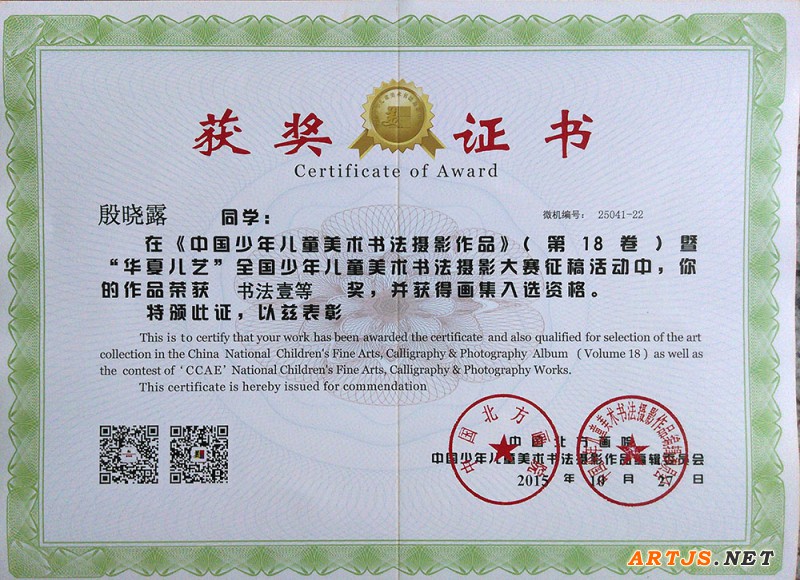 获奖证书
Certificate of Award
殷晓露 同学：
微机编号： 25041-22
在《中国少年儿童美术书法摄影作品》（第18卷）暨
“华夏儿艺”全国少年儿童美术书法摄影大赛征稿活动中，你
的作品荣获 书法壹等 奖，并获得画集入选资格。
特颁此证，以兹表彰
This is to certify that your work has been awarded the certificate and also qualified for selection of the art
collection in the China National Children's Fine Arts, Calligraphy & Photography Album （Volume 18）as well as
the contest of ‘CCAE’ National Children's Fine Arts, Calligraphy & Photography Works.
This certificate is hereby issued for commendation
中国北方画院
中国北方画院
中国少年儿童美术书法摄影作品编辑委员会
2015 年 10 月 27 日
ARTJS.NET